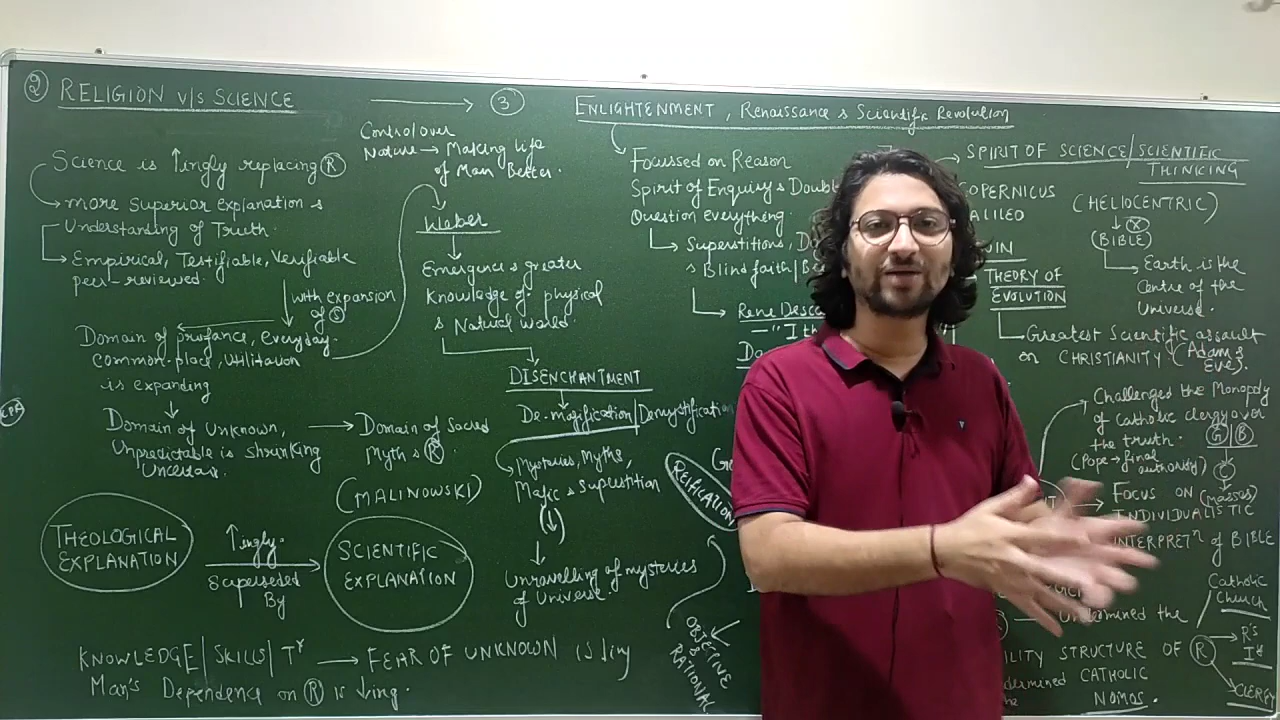 ② RELIGION v/s SCIENCE → ③
Science is ↑ingly replacing Ⓡ
→ more Superior explanation &
Understanding of Truth.
→ Empirical, Testifiable, Verifiable
peer-reviewed.
with expansion
of Ⓢ
Domain of profane, everyday
common-place, utilitarian
is expanding
Domain of Unknown,
Unpredictable is shrinking
Uncertain.
→ Domain of Sacred
Myth & Ⓡ
(MALINOWSKI)
CPR
THEOLOGICAL
EXPLANATION
↑ingly.
Superseded
By
SCIENTIFIC
EXPLANATION
KNOWLEDGE/SKILLS/Tʳ → FEAR OF UNKNOWN is ↓ing
Man's Dependence on Ⓡ is ↓ing.
Control over
Nature → Making life
of Man Better.
Weber
Emergence & greater
Knowledge of physical
& Natural world.
DISENCHANTMENT
De-magification/Demystification
Mysteries, Myths,
Magic & Superstition
(↓)
Unravelling of mysteries
of Universe.
REIFICATION
OBJECTIVE
&
RATIONAL
ENLIGHTENMENT, Renaissance & Scientific Revolution
Focussed on Reason
Spirit of Enquiry & Doubt
Question everything.
→ Superstitions,
& Blind faith/
→ Rene
– "I
→ SPIRIT OF SCIENCE/SCIENTIFIC
THINKING
COPERNICUS
(HELIOCENTRIC)
(BIBLE)
→ Earth is the
Centre of the
Universe.
THEORY OF
EVOLUTION
→ Greatest Scientific assault
on CHRISTIANITY (Adam &
Eve).
Challenged the Monopoly
of catholic clergy over
the truth. Ⓖ|Ⓑ
(Pope → final
authority)
(masses)
→ FOCUS ON
INDIVIDUALISTIC
INTERPRETⁿ of BIBLE
Catholic
Church
— Undermined the
STRUCTURE OF Ⓡ
→ R's
Iⁿ
→ CLERGY
CATHOLIC
NOMOS.